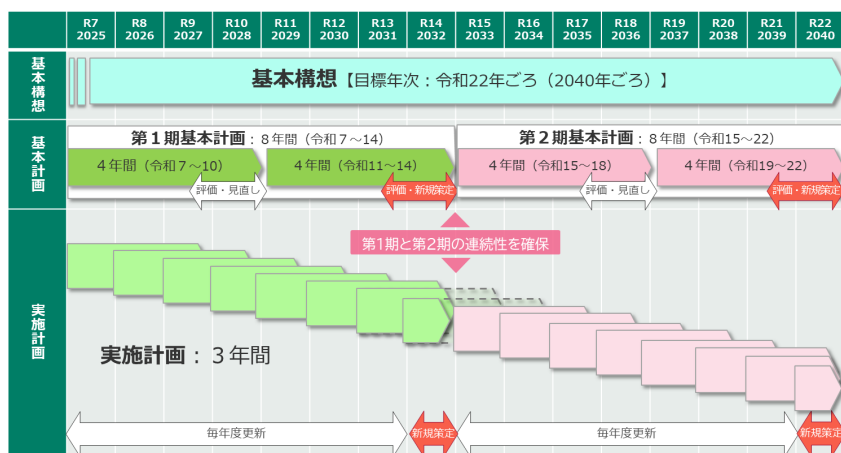 R7 R8 R9 R10 R11 R12 R13 R14 R15 R16 R17 R18 R19 R20 R21 R22
2025 2026 2027 2028 2029 2030 2031 2032 2033 2034 2035 2036 2037 2038 2039 2040
基本構想
基本構想【目標年次：令和22年ごろ（2040年ごろ）】
基本計画
第１期基本計画：８年間（令和７～14） 第２期基本計画：８年間（令和15～22）
４年間（令和７～10） ４年間（令和11～14） ４年間（令和15～18） ４年間（令和19～22）
評価・見直し 評価・新規策定 評価・見直し 評価・新規策定
第1期と第2期の連続性を確保
実施計画
実施計画：３年間
毎年度更新 新規策定 毎年度更新 新規策定